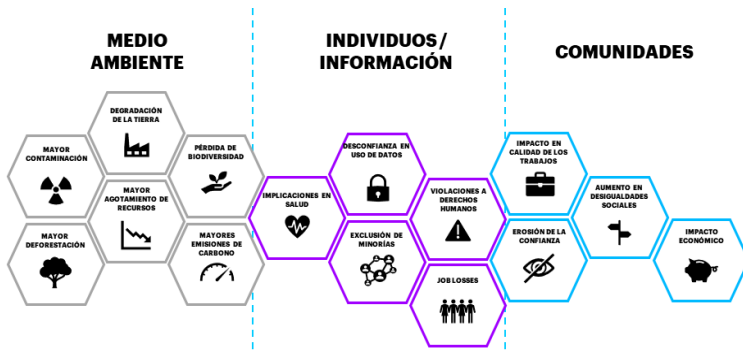 MEDIO
AMBIENTE
INDIVIDUOS/
INFORMACIÓN
COMUNIDADES
DEGRADACIÓN
DE LA TIERRA
MAYOR
CONTAMINACIÓN
PÉRDIDA DE
BIODIVERSIDAD
MAYOR
AGOTAMIENTO DE
RECURSOS
MAYOR
DEFORESTACIÓN
MAYORES
EMISIONES DE
CARBONO
DESCONFIANZA EN
USO DE DATOS
IMPLICACIONES EN
SALUD
VIOLACIONES A
DERECHOS
HUMANOS
EXCLUSIÓN DE
MINORÍAS
JOB LOSSES
IMPACTO EN
CALIDAD DE LOS
TRABAJOS
AUMENTO EN
DESIGUALDADES
SOCIALES
EROSIÓN DE LA
CONFIANZA
IMPACTO
ECONÓMICO